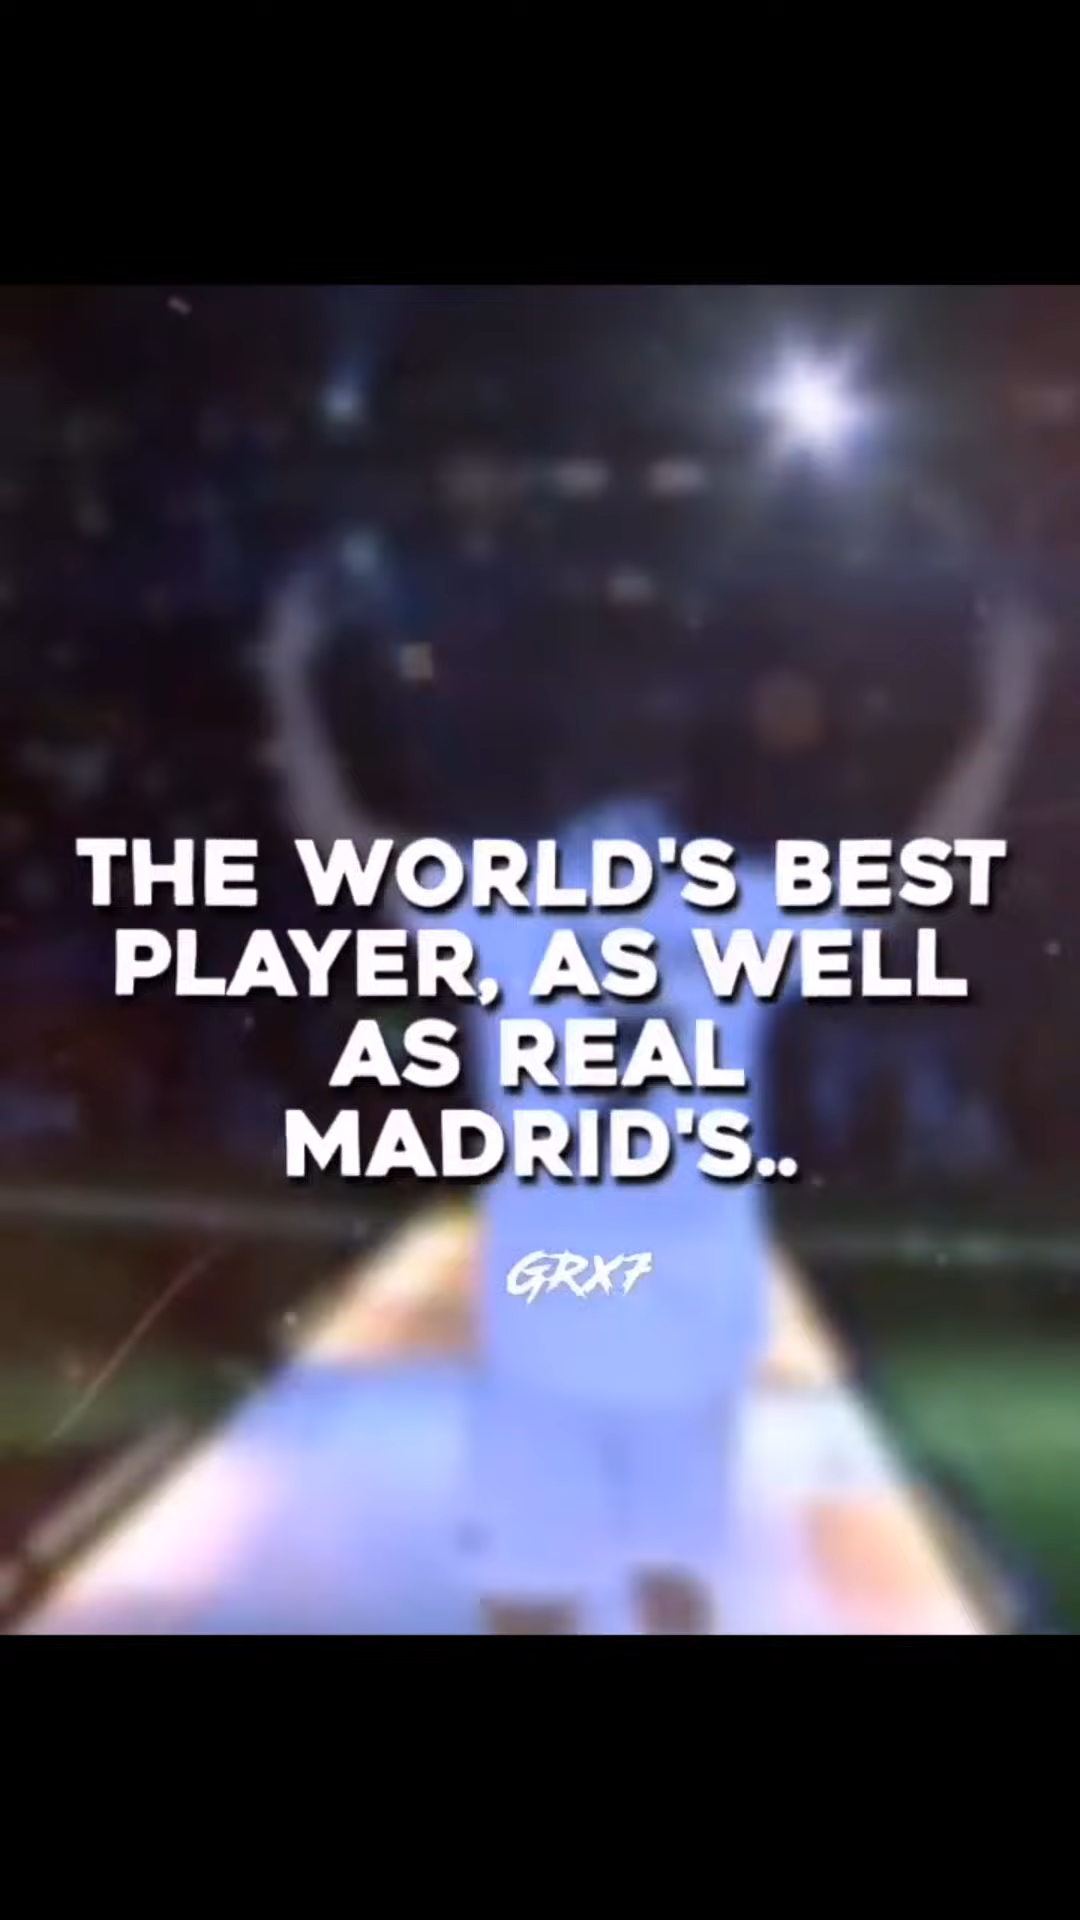 THE WORLD'S BEST
PLAYER, AS WELL
AS REAL
MADRID'S..
GRX7